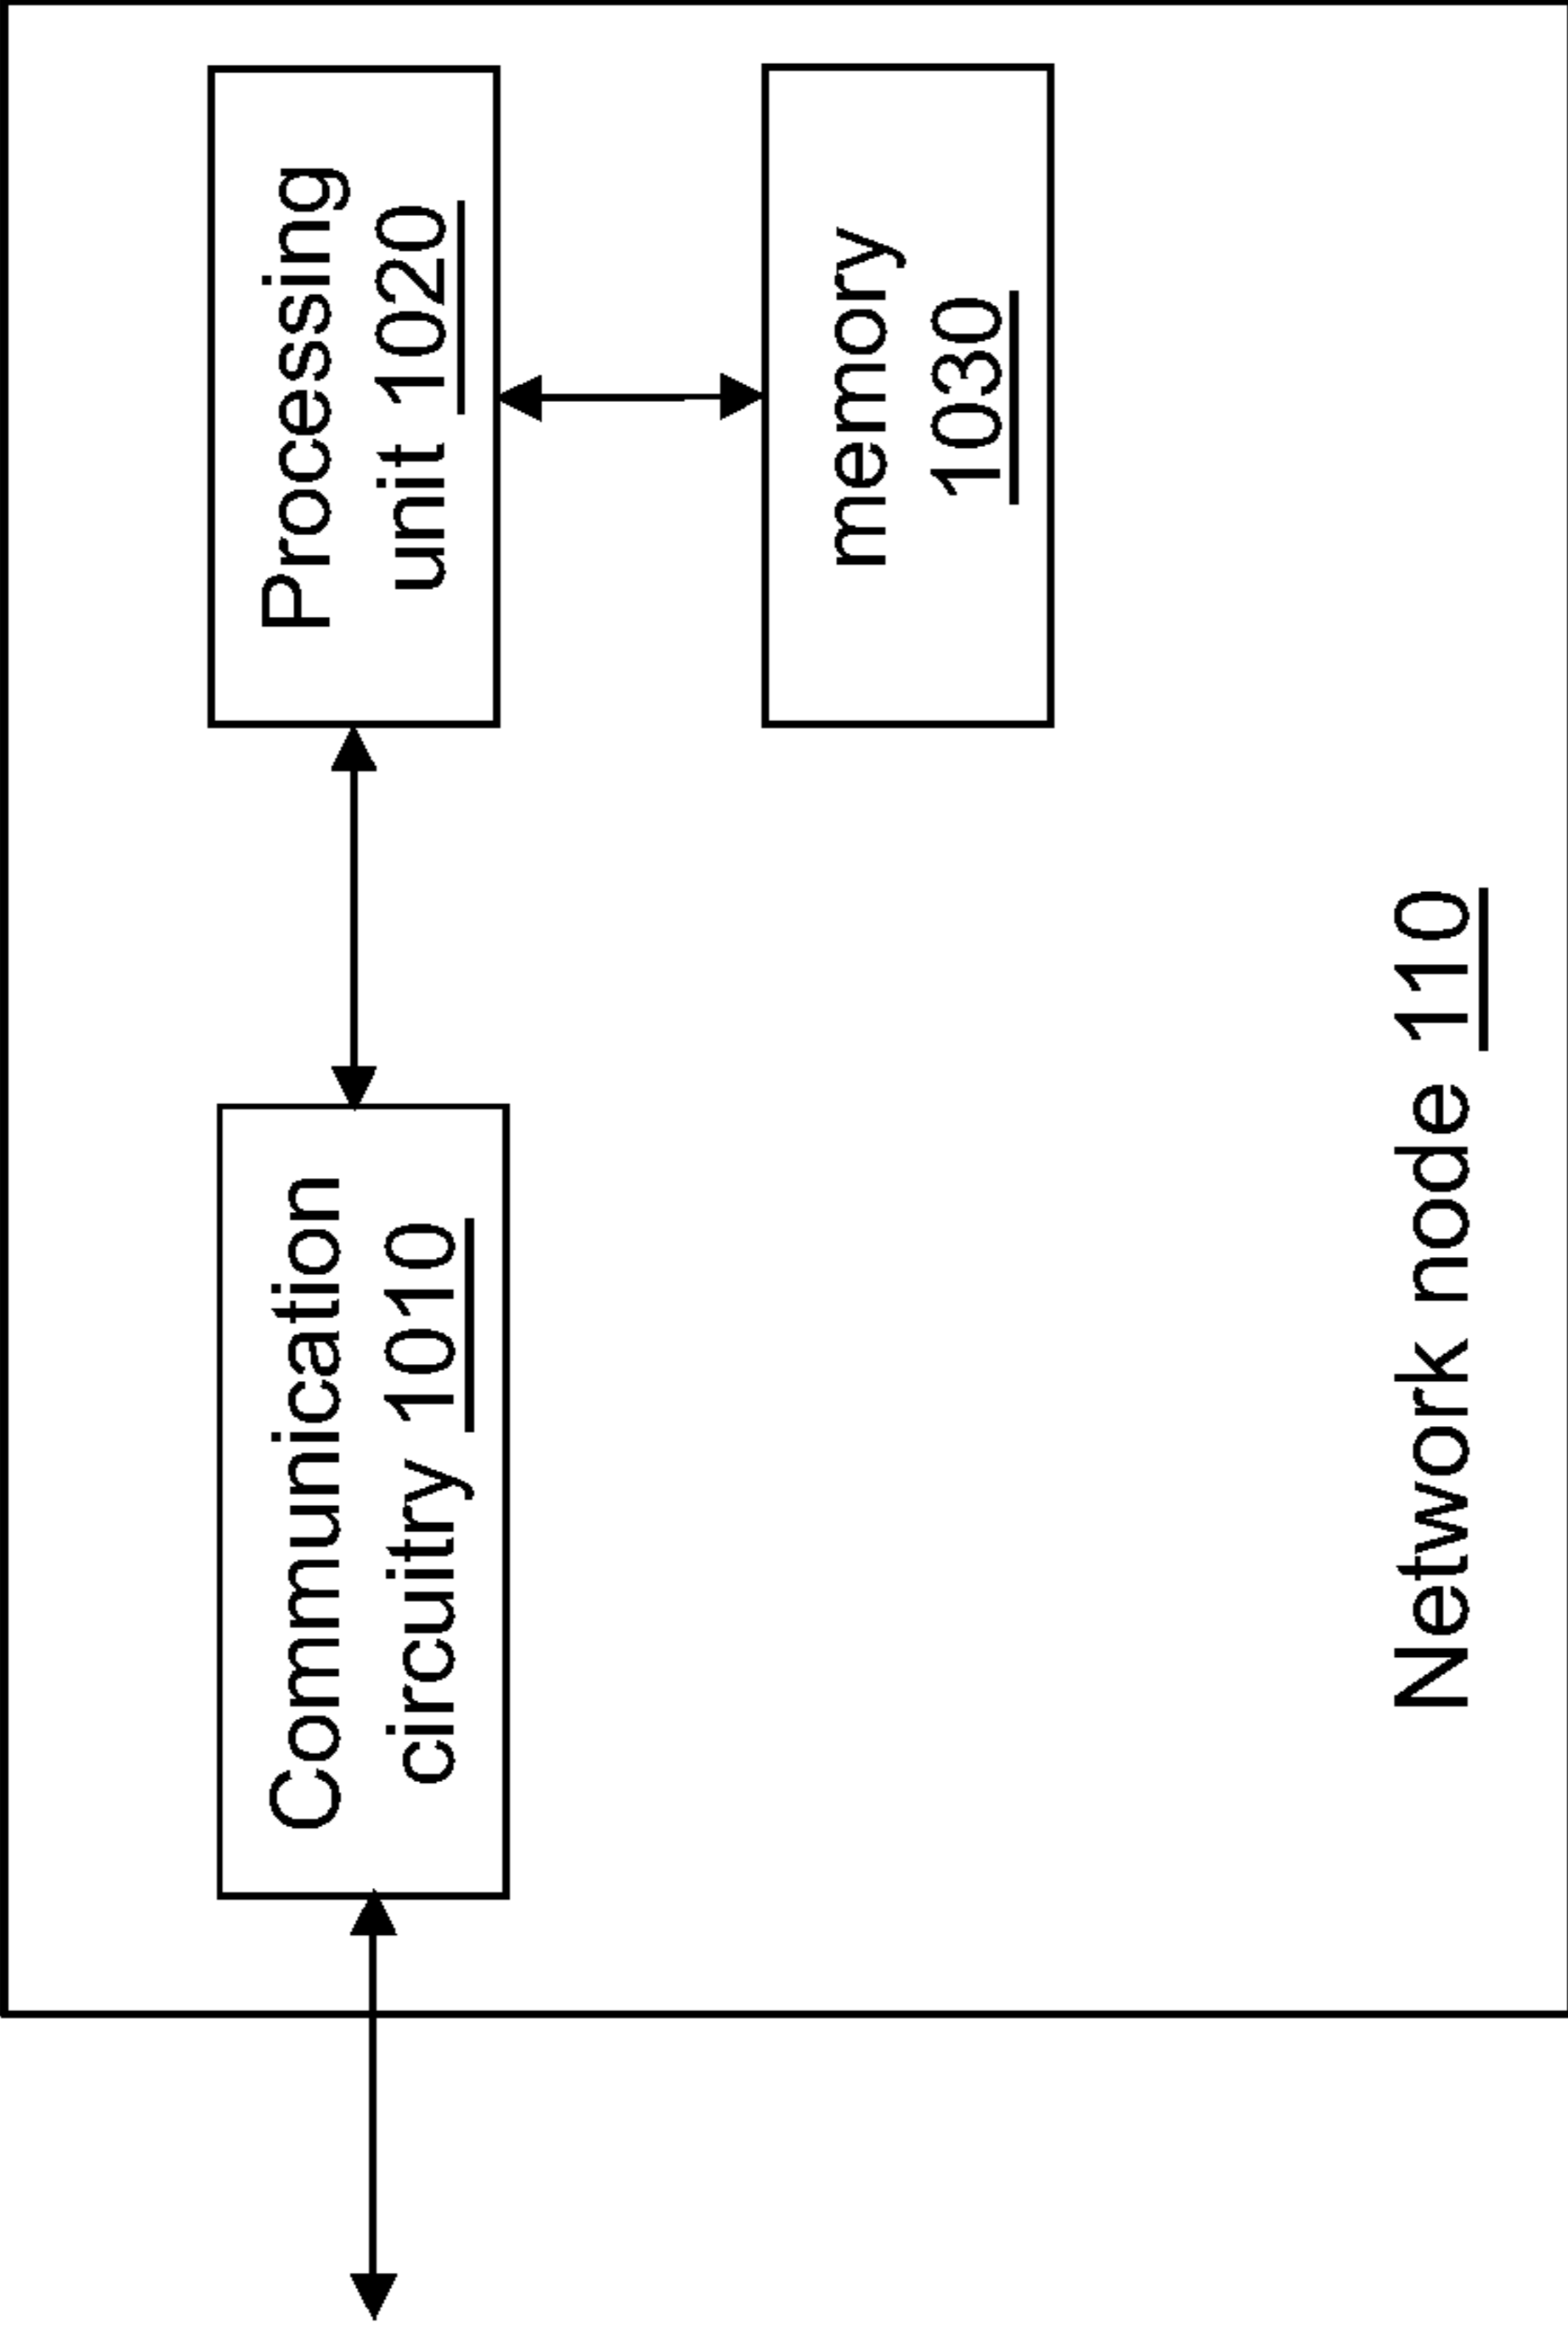 Communication
circuitry 1010
Processing
unit 1020
memory
1030
Network node 110